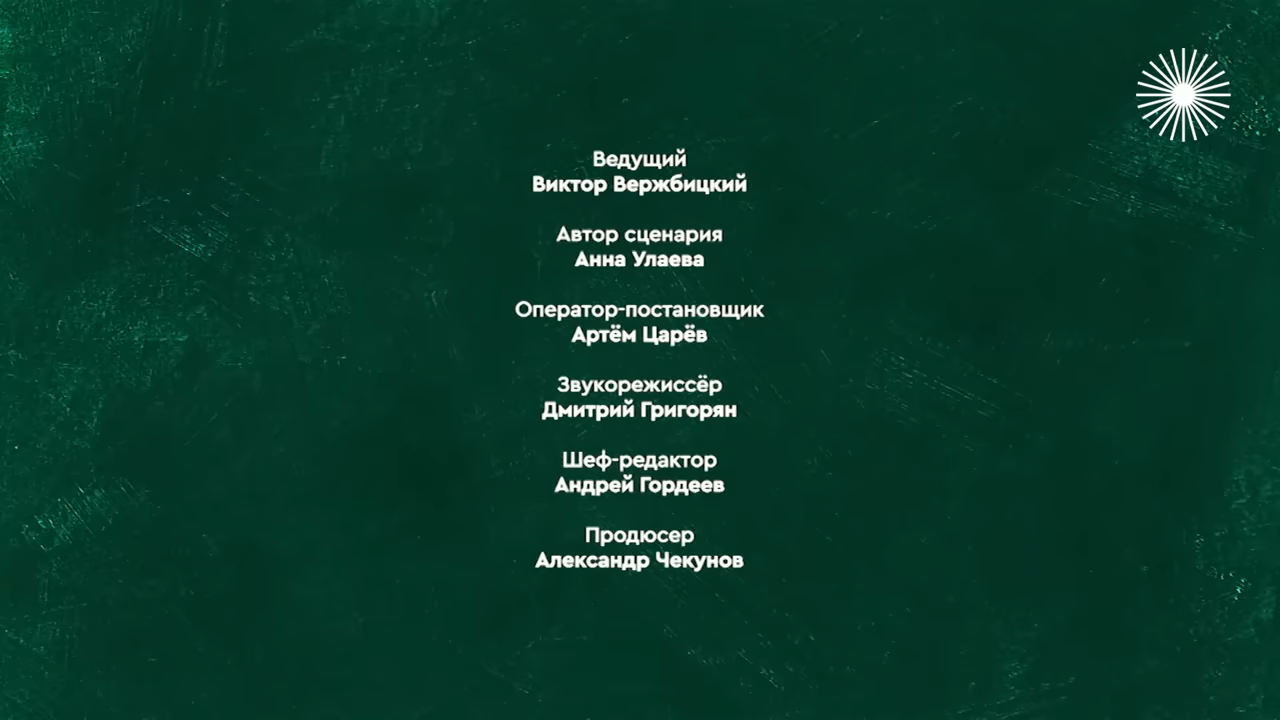 Ведущий
Виктор Вержбицкий
Автор сценария
Анна Улаева
Оператор-постановщик
Артём Царёв
Звукорежиссёр
Дмитрий Григорян
Шеф-редактор
Андрей Гордеев
Продюсер
Александр Чекунов